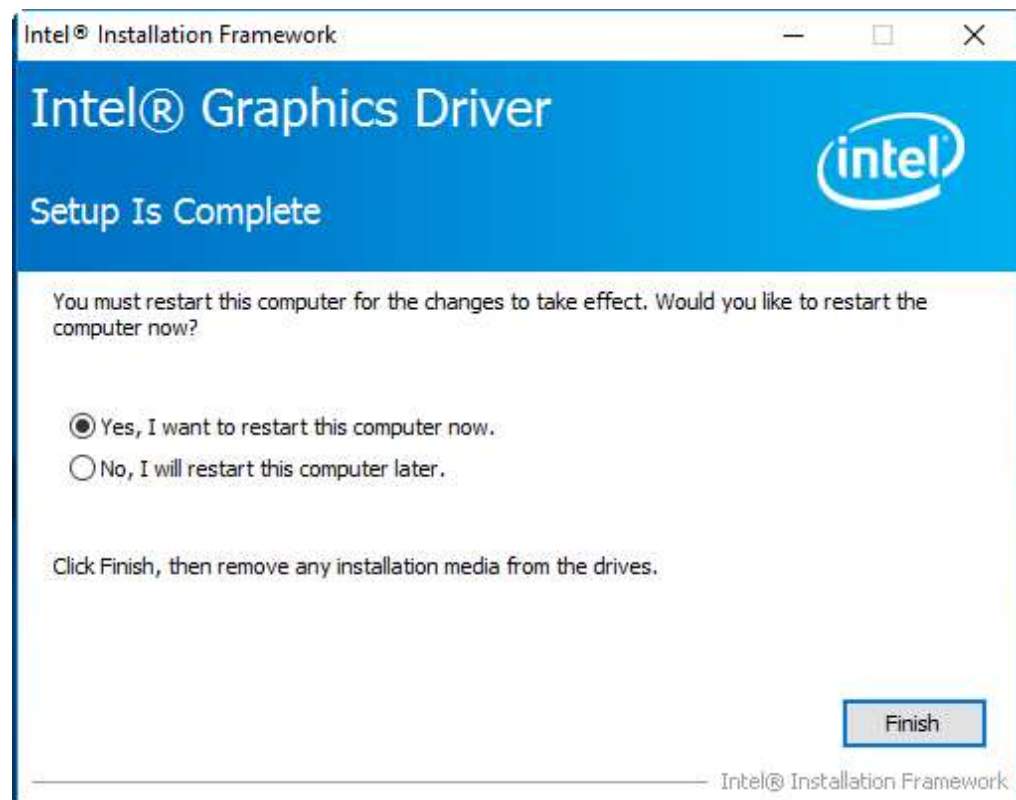 Intel® Installation Framework
Intel® Graphics Driver
intel
Setup Is Complete
You must restart this computer for the changes to take effect. Would you like to restart the
computer now?
Yes, I want to restart this computer now.
No, I will restart this computer later.
Click Finish, then remove any installation media from the drives.
Finish
Intel® Installation Framework